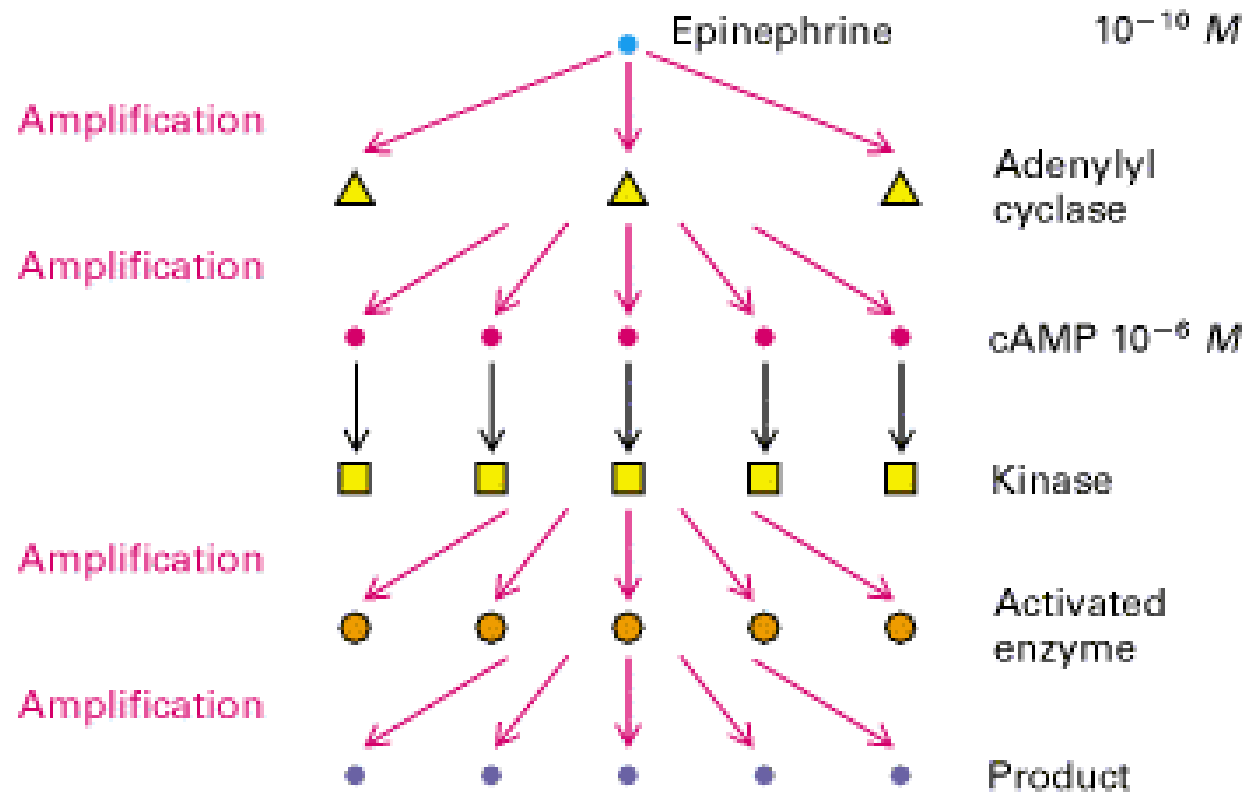 Epinephrine 10⁻¹⁰ M
Amplification
Adenylyl
cyclase
Amplification
cAMP 10⁻⁶ M
Kinase
Amplification
Activated
enzyme
Amplification
Product